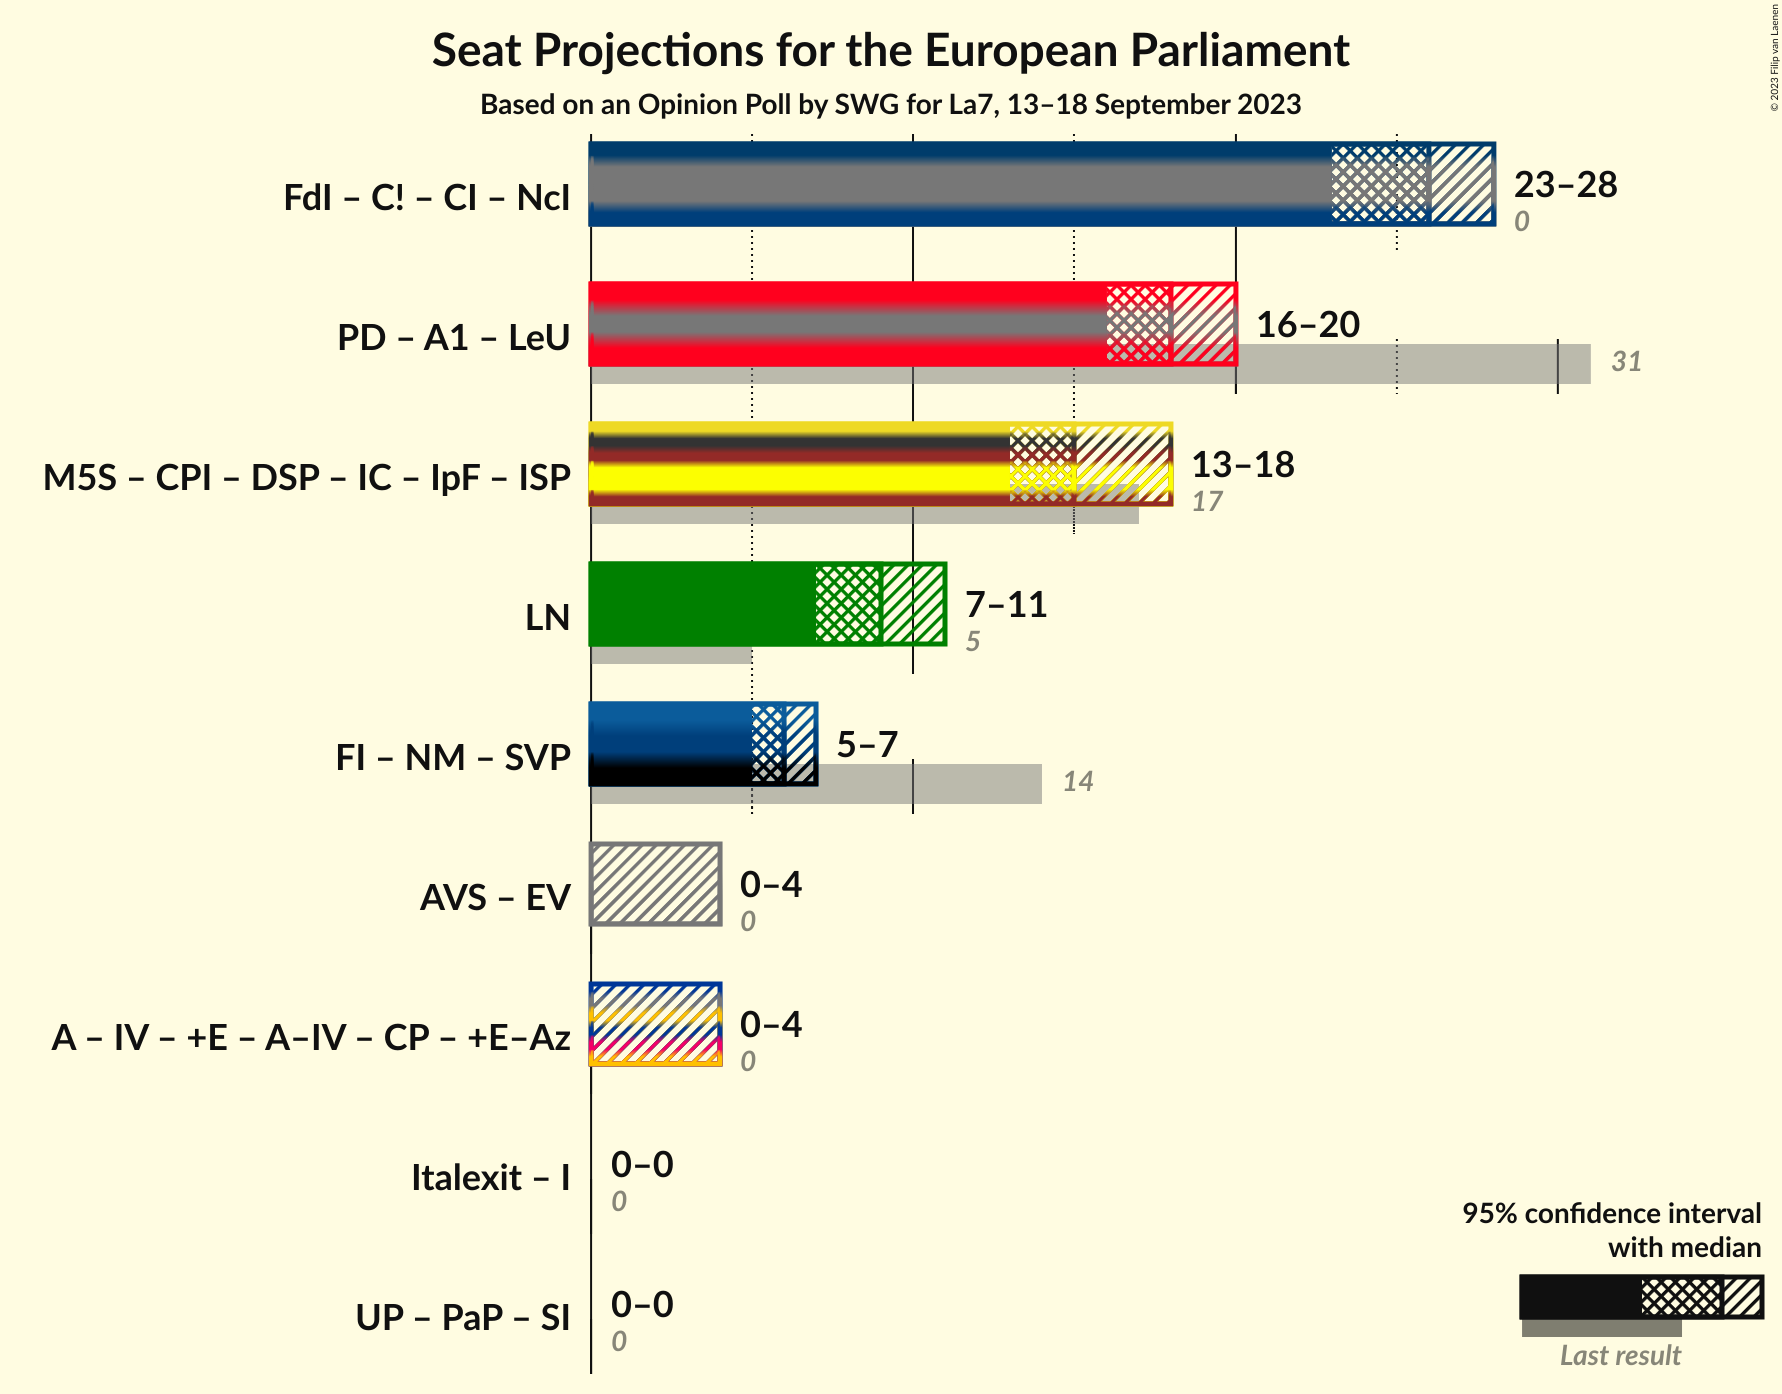 Seat Projections for the European Parliament
Based on an Opinion Poll by SWG for La7, 13–18 September 2023
© 2023 Filip van Laenen
FdI – C! – CI – NcI
23–28
0
PD – A1 – LeU
16–20
31
M5S – CPI – DSP – IC – IpF – ISP
13–18
17
LN
7–11
5
FI – NM – SVP
5–7
14
AVS – EV
0–4
0
A – IV – +E – A–IV – CP – +E–Az
0–4
0
Italexit – I
0–0
0
UP – PaP – SI
0–0
0
95% confidence interval
with median
Last result